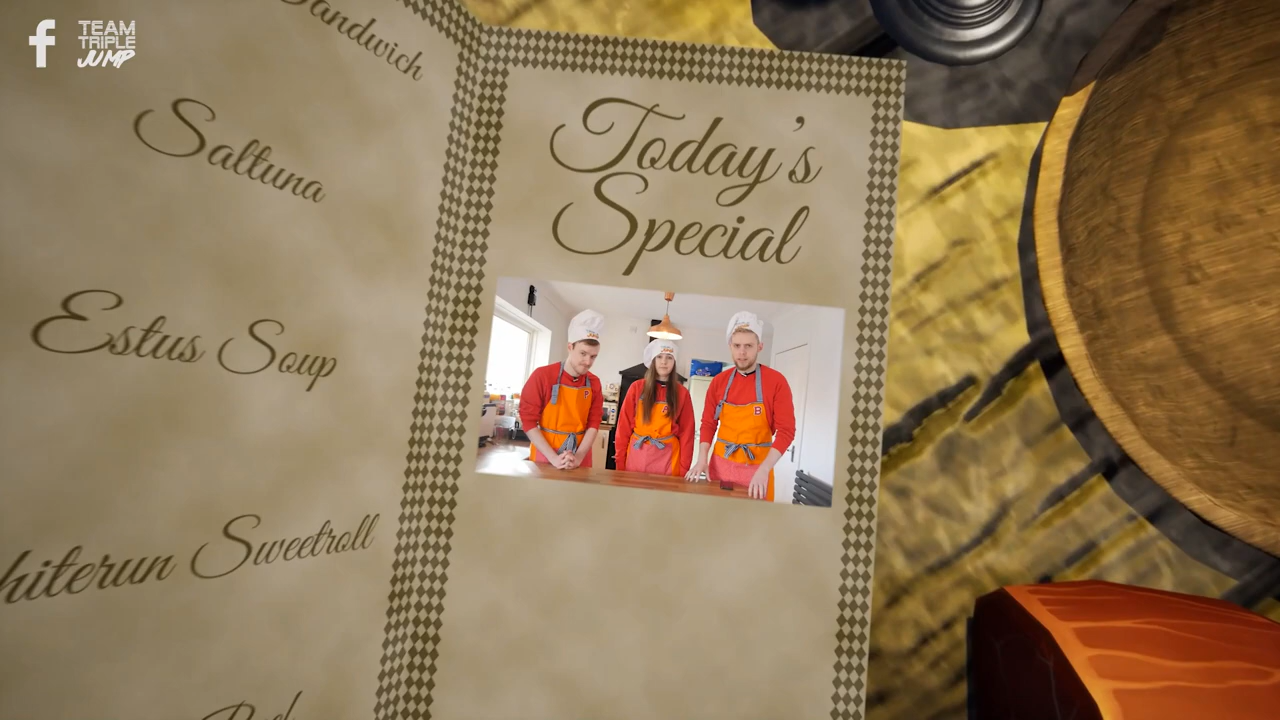 f TEAM
TRIPLE
JUMP
Sandwich
Saltuna
Estus Soup
hiterun Sweetroll
Today's
Special
P
B